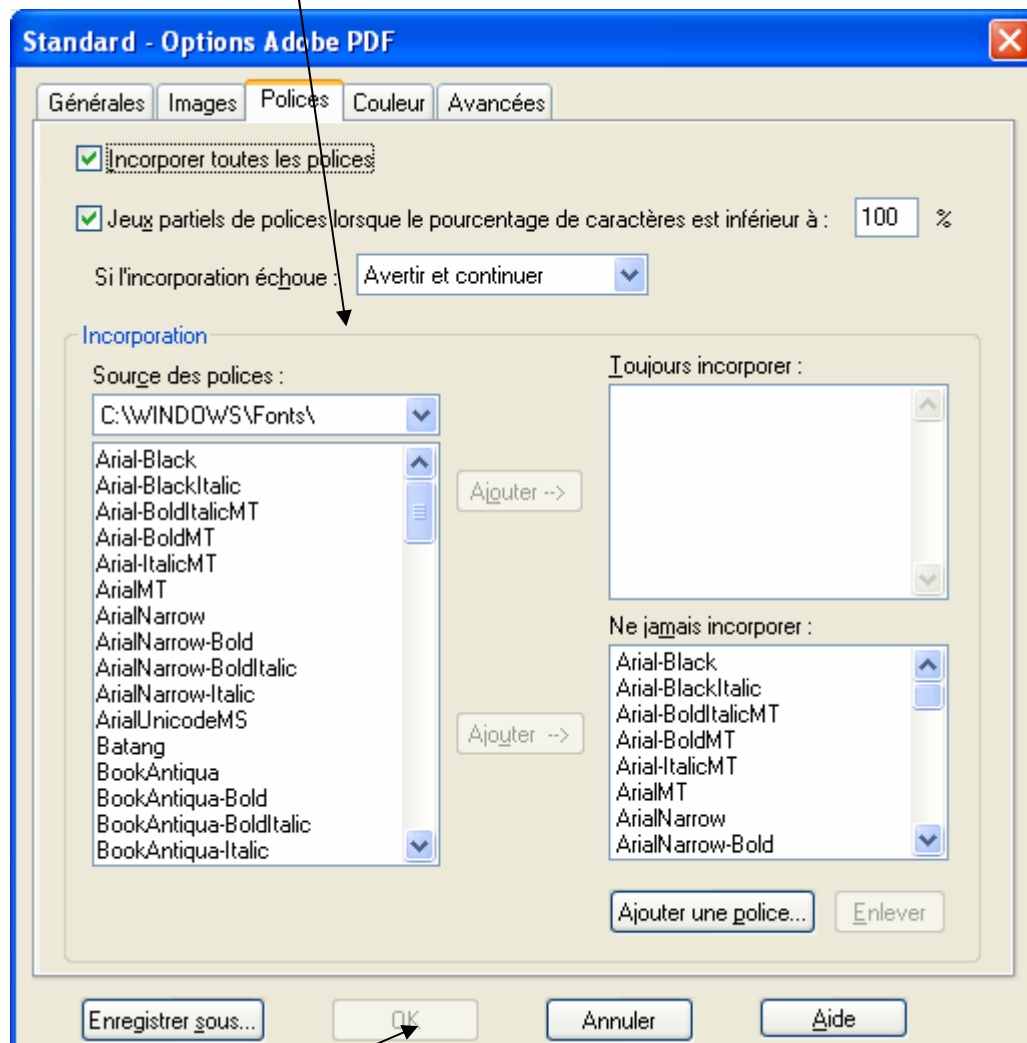 Standard - Options Adobe PDF
Générales Images Polices Couleur Avancées
Incorporer toutes les polices
Jeux partiels de polices lorsque le pourcentage de caractères est inférieur à : 100 %
Si l'incorporation échoue : Avertir et continuer
Incorporation
Source des polices :
C:\WINDOWS\Fonts\
Arial-Black
Arial-BlackItalic
Arial-BoldItalicMT
Arial-BoldMT
Arial-ItalicMT
ArialMT
ArialNarrow
ArialNarrow-Bold
ArialNarrow-BoldItalic
ArialNarrow-Italic
ArialUnicodeMS
Batang
BookAntiqua
BookAntiqua-Bold
BookAntiqua-BoldItalic
BookAntiqua-Italic
Ajouter -->
Ajouter -->
Toujours incorporer :
Ne jamais incorporer :
Arial-Black
Arial-BlackItalic
Arial-BoldItalicMT
Arial-BoldMT
Arial-ItalicMT
ArialMT
ArialNarrow
ArialNarrow-Bold
Ajouter une police... Enlever
Enregistrer sous... OK Annuler Aide